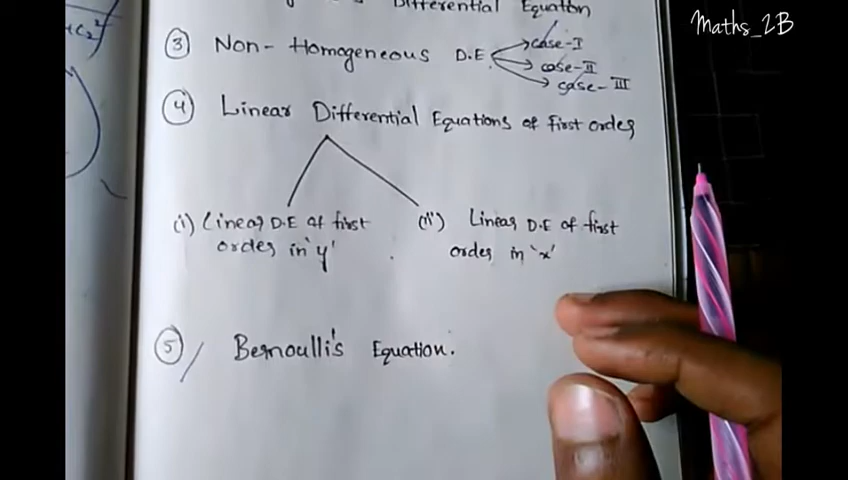 Differential Equation
Maths_2B
+c₂²
③ Non-Homogeneous D.E
case-I
case-II
case-III
④ Linear Differential Equations of first order
(i) Linear D.E of first
order in 'y'
(ii) Linear D.E of first
order in 'x'
⑤ Bernoulli's Equation.